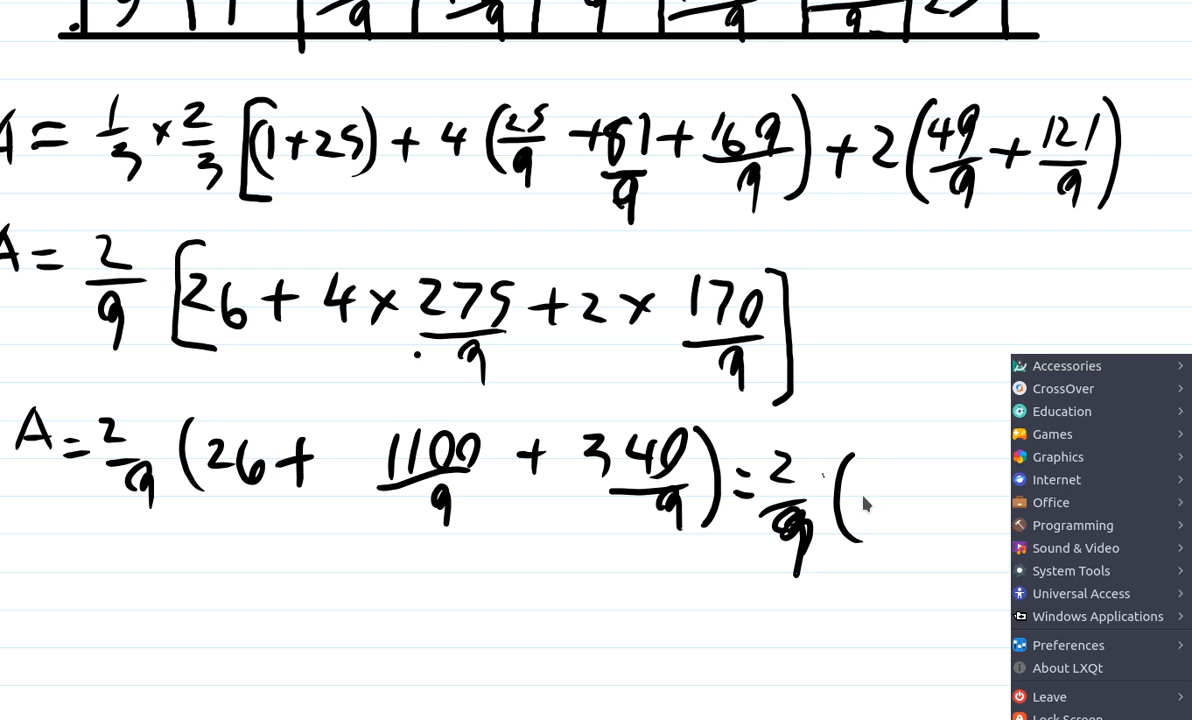 A = 1/3 × 2/3 [(1+25) + 4 (25/9 + 81/9 + 169/9) + 2 (49/9 + 121/9)
A = 2/9 [26 + 4 × 275/9 + 2 × 170/9]
A = 2/9 (26 + 1100/9 + 340/9) = 2/9 (
Accessories
CrossOver
Education
Games
Graphics
Internet
Office
Programming
Sound & Video
System Tools
Universal Access
Windows Applications
Preferences
About LXQt
Leave
Lock Screen